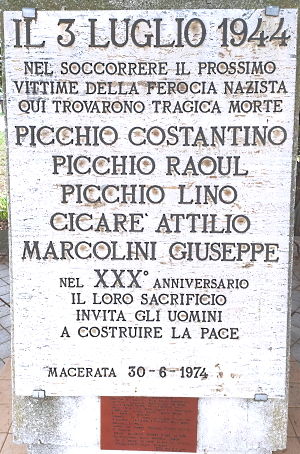 IL 3 LUGLIO 1944
NEL SOCCORRERE IL PROSSIMO
VITTIME DELLA FEROCIA NAZISTA
QUI TROVARONO TRAGICA MORTE
PICCHIO COSTANTINO
PICCHIO RAOUL
PICCHIO LINO
CICARE' ATTILIO
MARCOLINI GIUSEPPE
NEL XXX° ANNIVERSARIO
IL LORO SACRIFICIO
INVITA GLI UOMINI
A COSTRUIRE LA PACE
MACERATA 30-6-1974